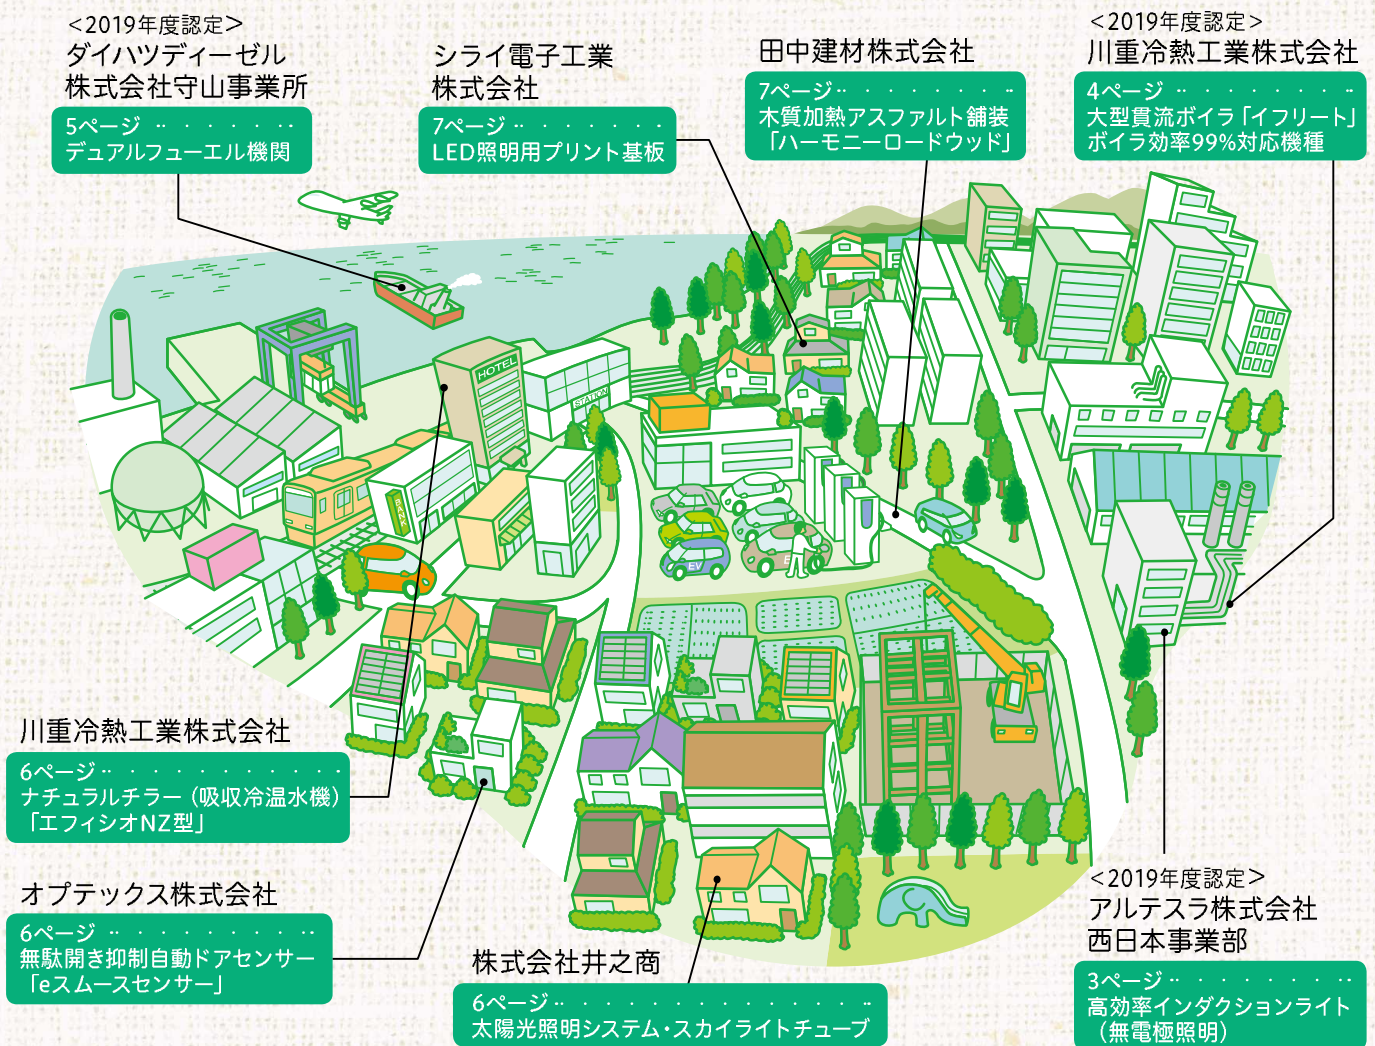 <2019年度認定>
ダイハツディーゼル
株式会社守山事業所
5ページ
デュアルフューエル機関
シライ電子工業
株式会社
7ページ
LED照明用プリント基板
田中建材株式会社
7ページ
木質加熱アスファルト舗装
「ハーモニーロードウッド」
<2019年度認定>
川重冷熱工業株式会社
4ページ
大型貫流ボイラ「イフリート」
ボイラ効率99%対応機種
HOTEL
STATION
BANK
EV
川重冷熱工業株式会社
6ページ
ナチュラルチラー(吸収冷温水機)
「エフィシオNZ型」
オプテックス株式会社
6ページ
無駄開き抑制自動ドアセンサー
「eスムースセンサー」
株式会社井之商
6ページ
太陽光照明システム・スカイライトチューブ
<2019年度認定>
アルテスラ株式会社
西日本事業部
3ページ
高効率インダクションライト
(無電極照明)